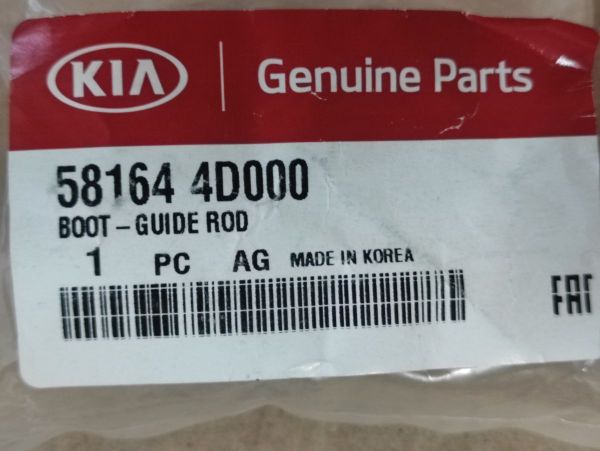 KIA Genuine Parts
58164 4D000
BOOT-GUIDE ROD
1 PC AG MADE IN KOREA
EAC